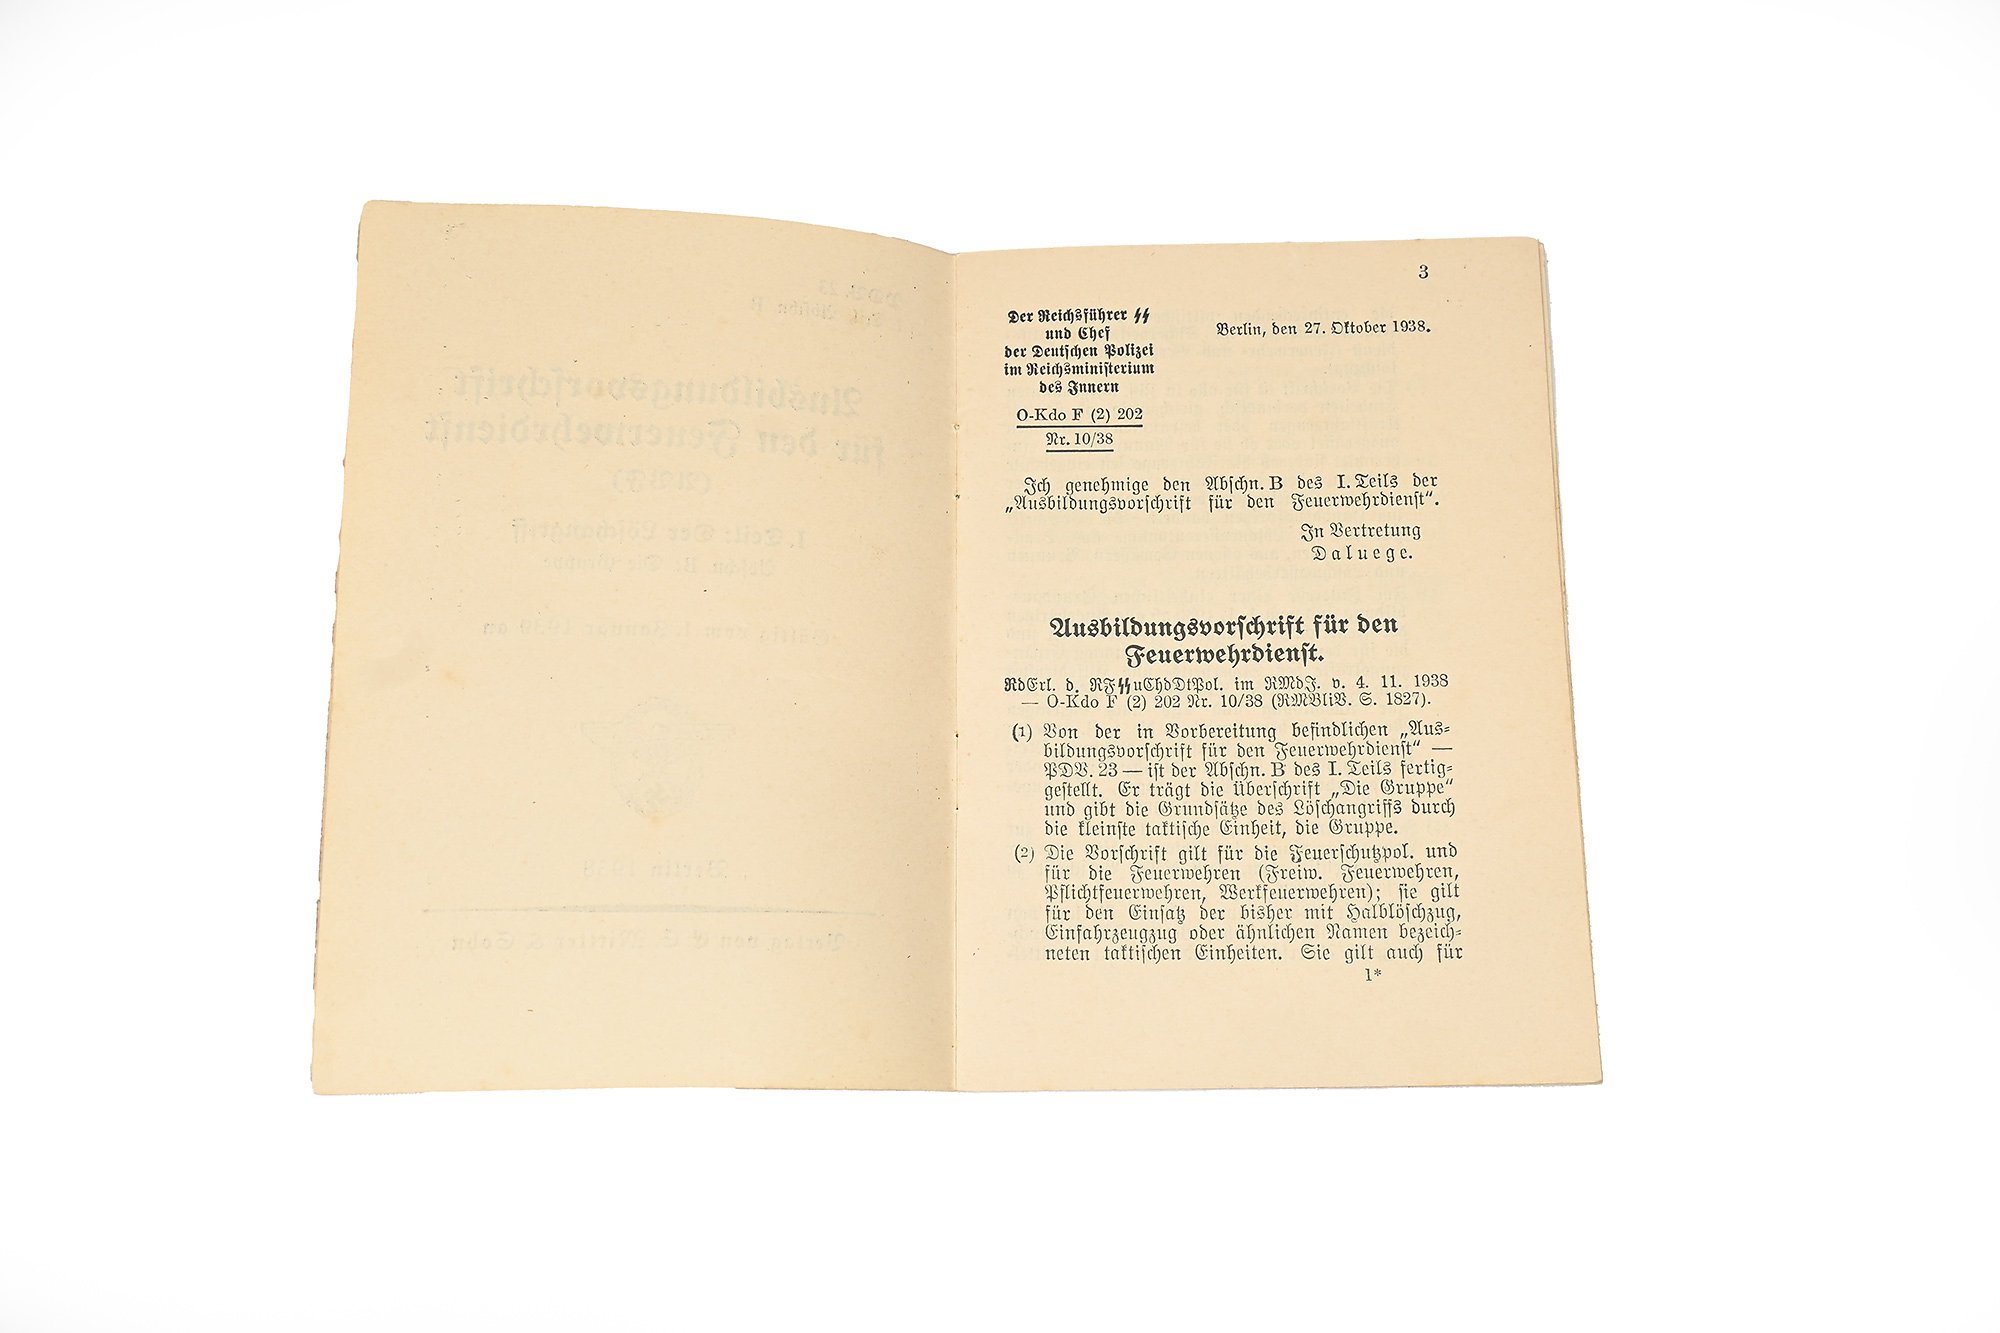 3
Der Reichsführer SS
und Chef
der Deutschen Polizei
im Reichsministerium
des Innern
O-Kdo F (2) 202
Nr. 10/38
Berlin, den 27. Oktober 1938.
Ich genehmige den Abschn. B des I. Teils der
„Ausbildungsvorschrift für den Feuerwehrdienst“.
In Vertretung
Daluege.
Ausbildungsvorschrift für den
Feuerwehrdienst.
RdErl. d. RFSSuChdDtPol. im RMdJ. v. 4. 11. 1938
— O-Kdo F (2) 202 Nr. 10/38 (RMBliV. S. 1827).
(1) Von der in Vorbereitung befindlichen „Aus-
bildungsvorschrift für den Feuerwehrdienst“ —
PDV. 23 — ist der Abschn. B des I. Teils fertig-
gestellt. Er trägt die Überschrift „Die Gruppe“
und gibt die Grundsätze des Löschangriffs durch
die kleinste taktische Einheit, die Gruppe.
(2) Die Vorschrift gilt für die Feuerschutzpol. und
für die Feuerwehren (Freiw. Feuerwehren,
Pflichtfeuerwehren, Werkfeuerwehren); sie gilt
für den Einsatz der bisher mit Halblöschzug,
Einfahrzeugzug oder ähnlichen Namen bezeich-
neten taktischen Einheiten. Sie gilt auch für
1*